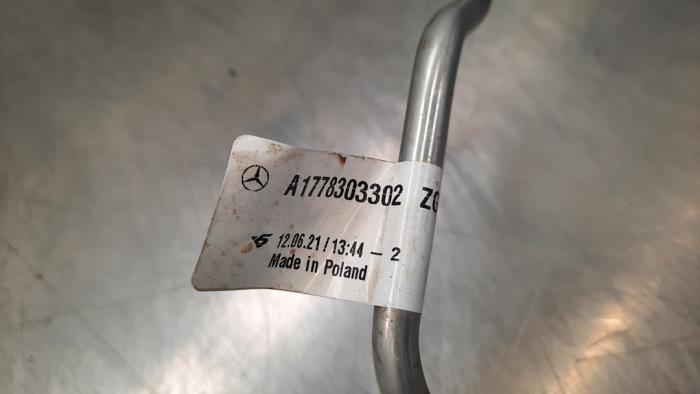 A1778303302 ZG
12.06.21 / 13:44 - 2
Made in Poland